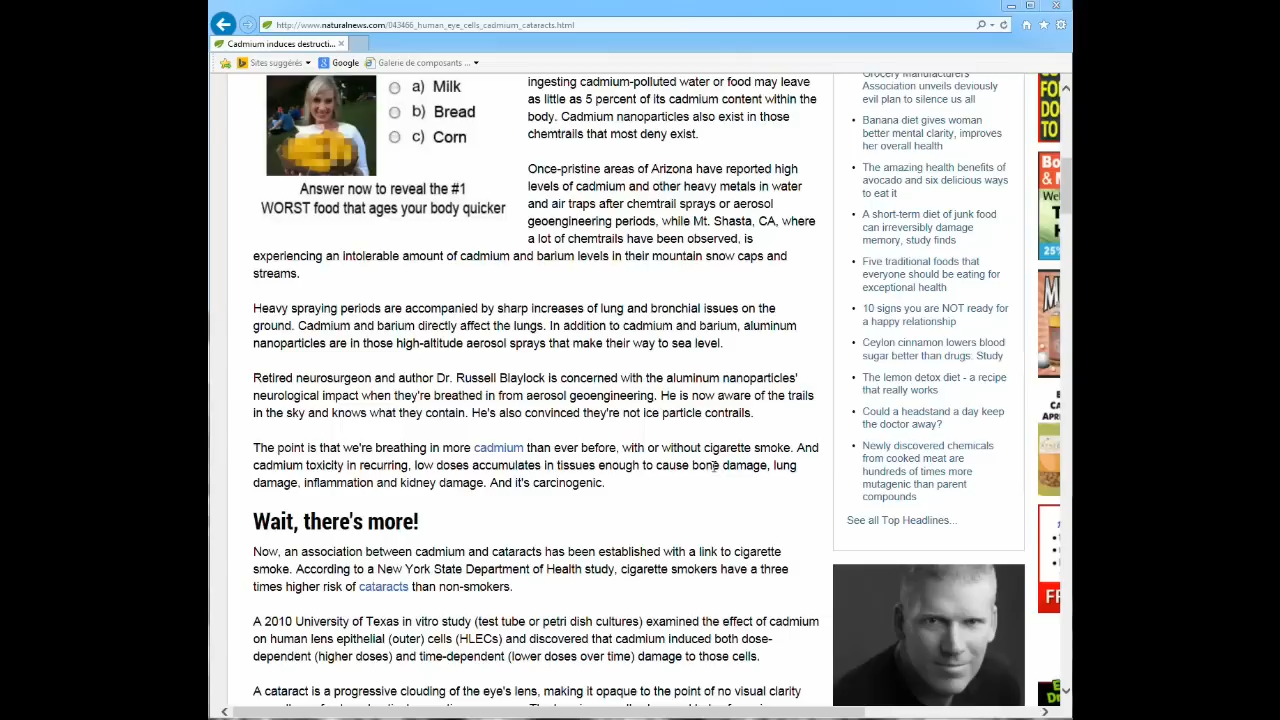 http://www.naturalnews.com/043466_human_eye_cells_cadmium_cataracts.html
Cadmium induces destructi...
Sites suggérés
Google
Galerie de composants ...
a) Milk
b) Bread
c) Corn
Answer now to reveal the #1
WORST food that ages your body quicker
ingesting cadmium-polluted water or food may leave
as little as 5 percent of its cadmium content within the
body. Cadmium nanoparticles also exist in those
chemtrails that most deny exist.
Once-pristine areas of Arizona have reported high
levels of cadmium and other heavy metals in water
and air traps after chemtrail sprays or aerosol
geoengineering periods, while Mt. Shasta, CA, where
a lot of chemtrails have been observed, is
experiencing an intolerable amount of cadmium and barium levels in their mountain snow caps and
streams.
Heavy spraying periods are accompanied by sharp increases of lung and bronchial issues on the
ground. Cadmium and barium directly affect the lungs. In addition to cadmium and barium, aluminum
nanoparticles are in those high-altitude aerosol sprays that make their way to sea level.
Retired neurosurgeon and author Dr. Russell Blaylock is concerned with the aluminum nanoparticles'
neurological impact when they're breathed in from aerosol geoengineering. He is now aware of the trails
in the sky and knows what they contain. He's also convinced they're not ice particle contrails.
The point is that we're breathing in more cadmium than ever before, with or without cigarette smoke. And
cadmium toxicity in recurring, low doses accumulates in tissues enough to cause bone damage, lung
damage, inflammation and kidney damage. And it's carcinogenic.
Wait, there's more!
Now, an association between cadmium and cataracts has been established with a link to cigarette
smoke. According to a New York State Department of Health study, cigarette smokers have a three
times higher risk of cataracts than non-smokers.
A 2010 University of Texas in vitro study (test tube or petri dish cultures) examined the effect of cadmium
on human lens epithelial (outer) cells (HLECs) and discovered that cadmium induced both dose-
dependent (higher doses) and time-dependent (lower doses over time) damage to those cells.
A cataract is a progressive clouding of the eye's lens, making it opaque to the point of no visual clarity
Grocery Manufacturers
Association unveils deviously
evil plan to silence us all
Banana diet gives woman
better mental clarity, improves
her overall health
The amazing health benefits of
avocado and six delicious ways
to eat it
A short-term diet of junk food
can irreversibly damage
memory, study finds
Five traditional foods that
everyone should be eating for
exceptional health
10 signs you are NOT ready for
a happy relationship
Ceylon cinnamon lowers blood
sugar better than drugs: Study
The lemon detox diet - a recipe
that really works
Could a headstand a day keep
the doctor away?
Newly discovered chemicals
from cooked meat are
hundreds of times more
mutagenic than parent
compounds
See all Top Headlines...
FO
DO
TO
Bo
& M
Wel
25%
FR